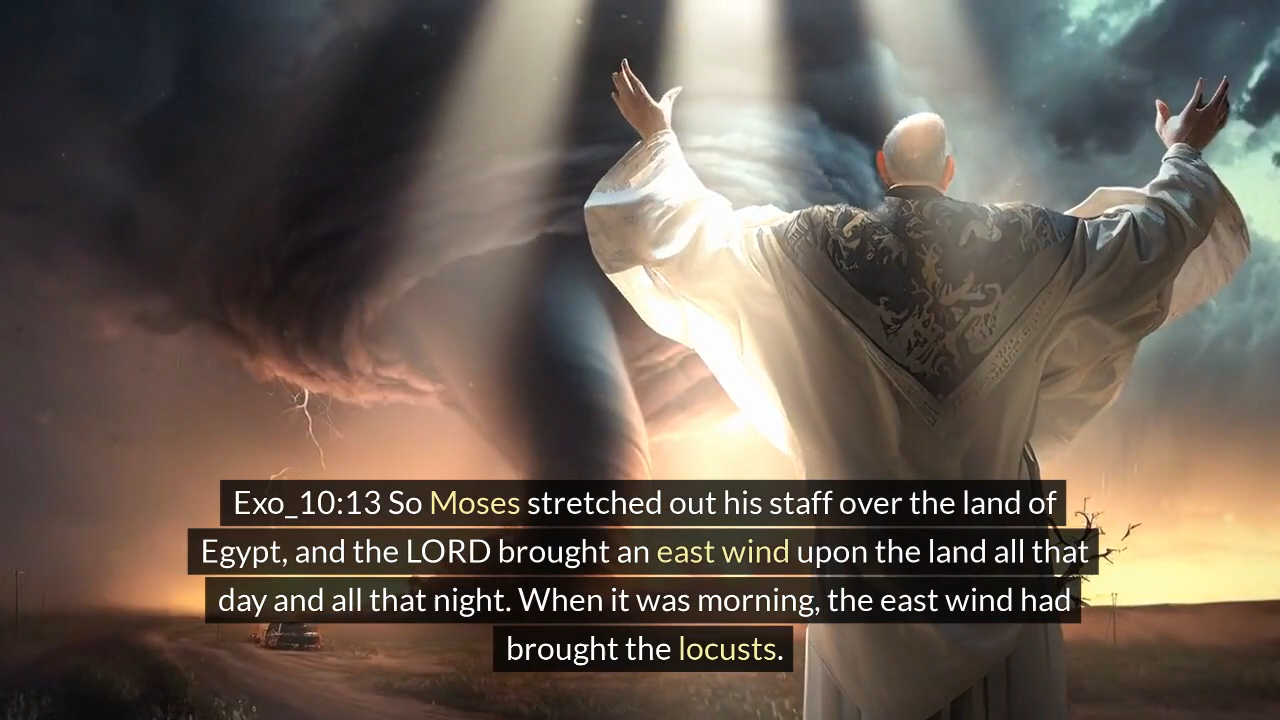 Exo_10:13 So Moses stretched out his staff over the land of
Egypt, and the LORD brought an east wind upon the land all that
day and all that night. When it was morning, the east wind had
brought the locusts.